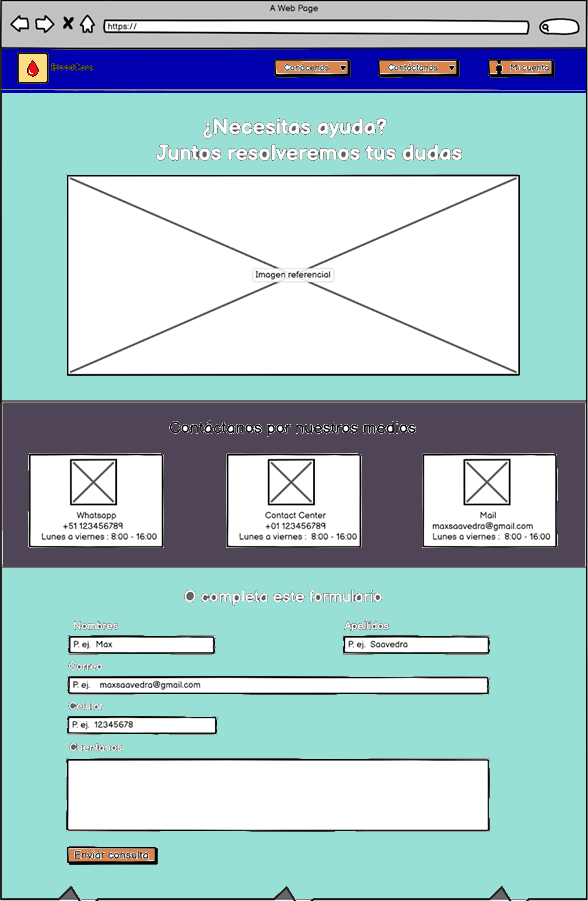 A Web Page
https://
BloodCare
Conócenos
Contáctanos
Mi cuenta
¿Necesitas ayuda?
Juntos resolveremos tus dudas
Imagen referencial
Contáctanos por nuestros medios
Whatsapp
+51 123456789
Lunes a viernes : 8:00 - 16:00
Contact Center
+01 123456789
Lunes a viernes : 8:00 - 16:00
Mail
maxsaavedra@gmail.com
Lunes a viernes : 8:00 - 16:00
O completa este formulario
Nombres
Apellidos
P. ej. Max
P. ej. Saavedra
Correo
P. ej. maxsaavedra@gmail.com
Celular
P. ej. 12345678
Cuentanos
Enviar consulta